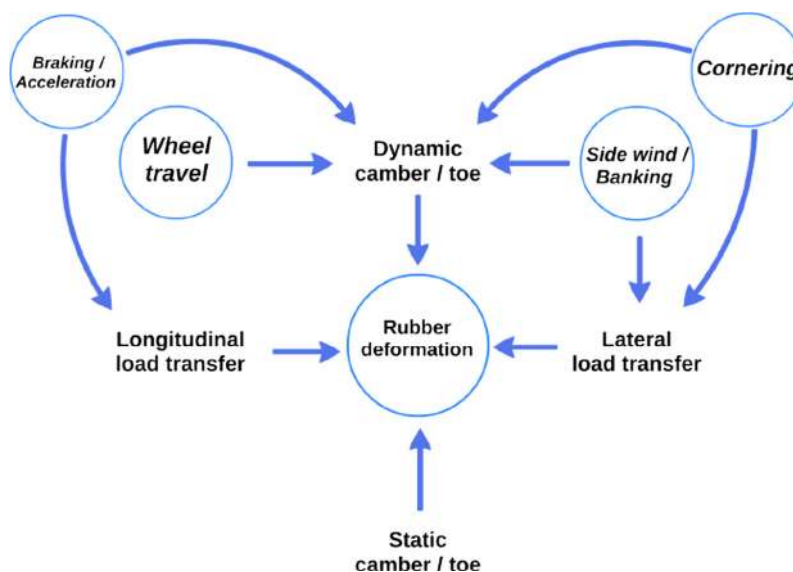 Braking /
Acceleration
Cornering
Wheel
travel
Dynamic
camber / toe
Side wind /
Banking
Longitudinal
load transfer
Rubber
deformation
Lateral
load transfer
Static
camber / toe